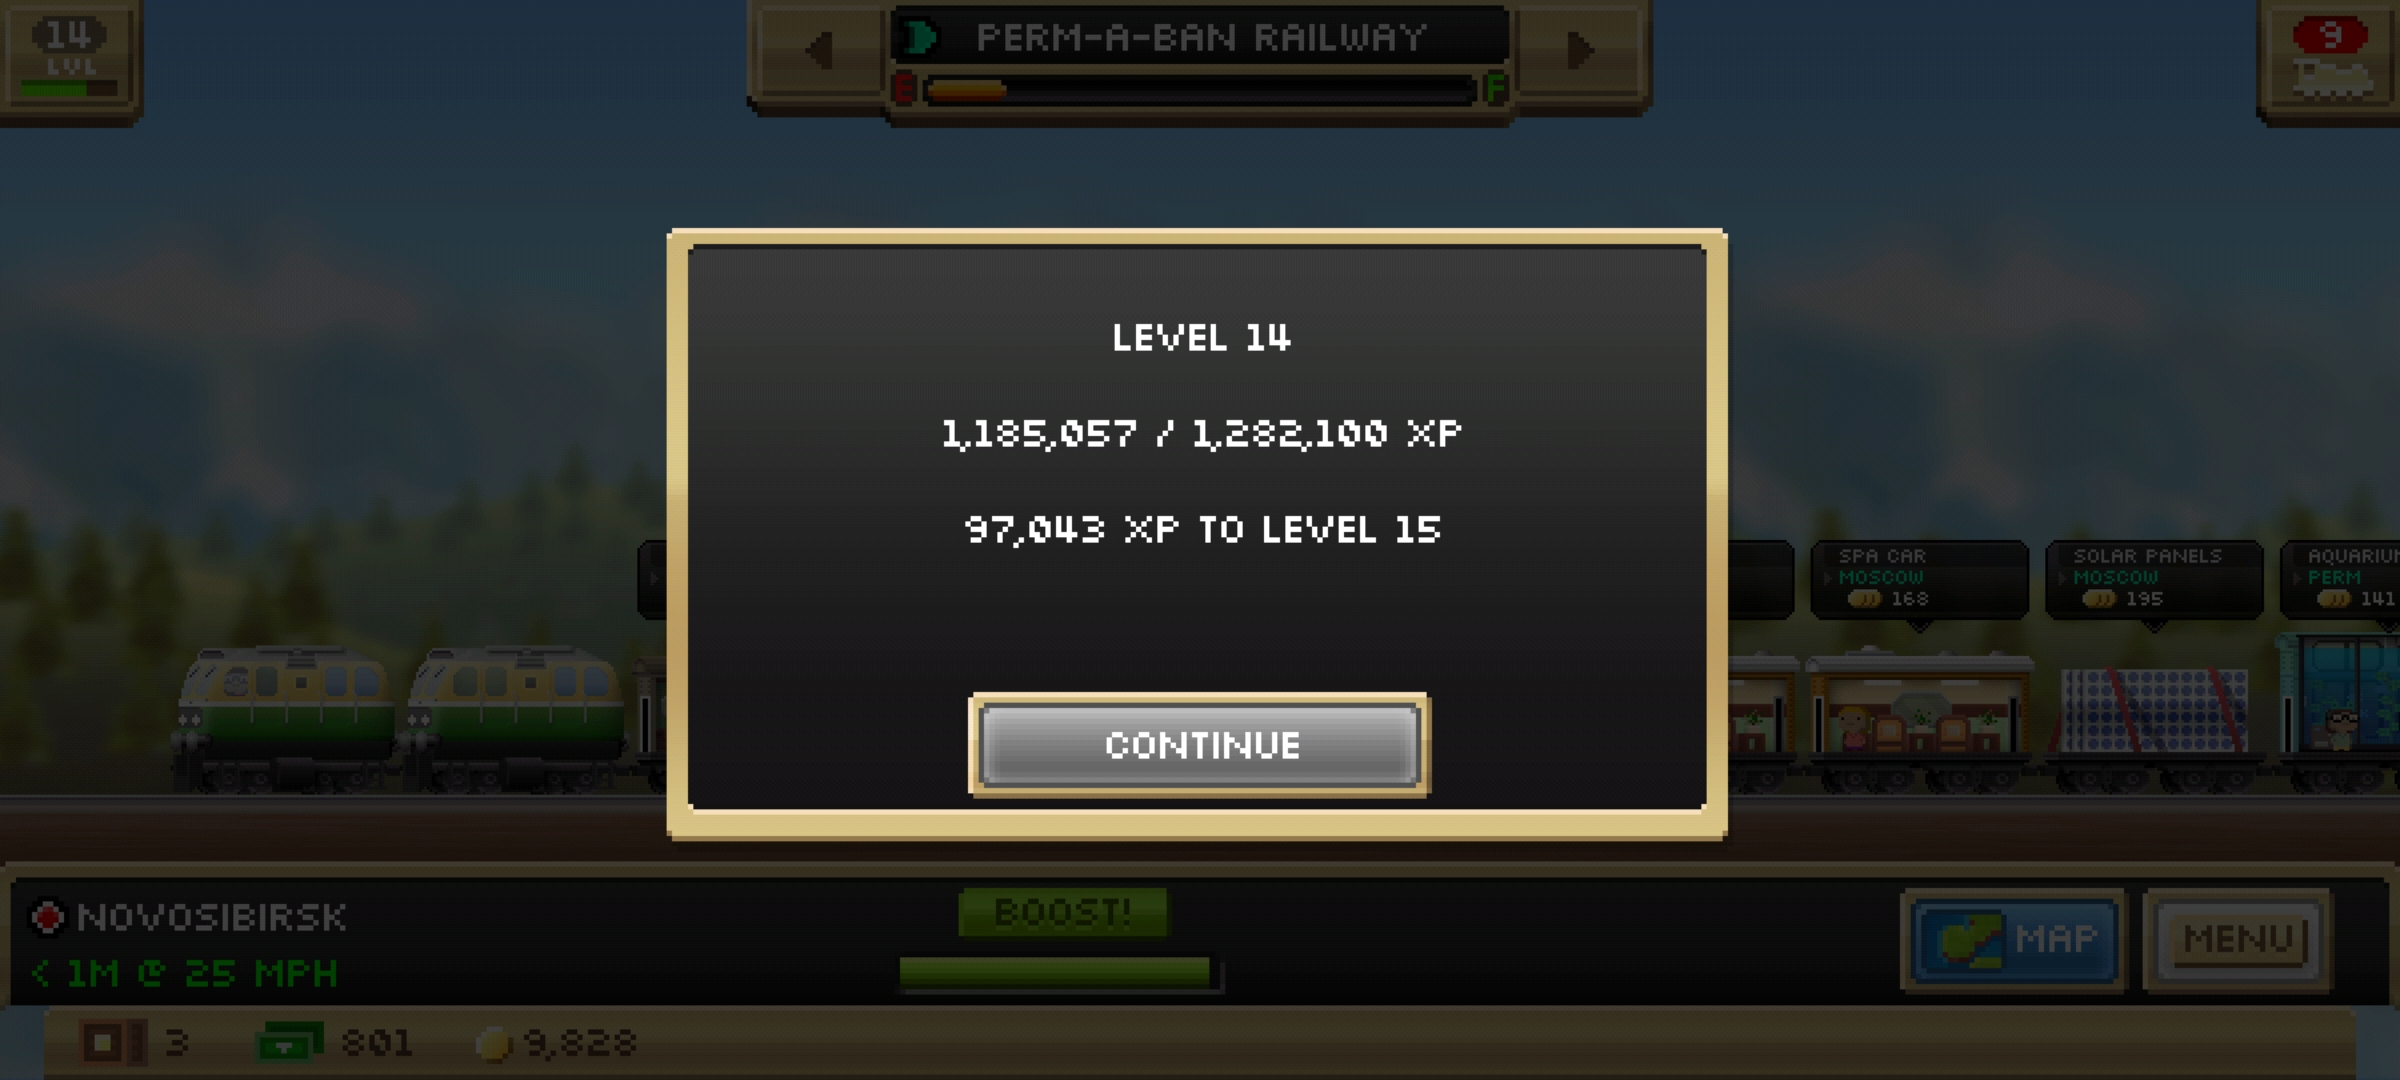 14
LVL
PERM-A-BAN RAILWAY
E
F
9
LEVEL 14
1,185,057 / 1,282,100 XP
97,043 XP TO LEVEL 15
CONTINUE
SPA CAR
MOSCOW
168
SOLAR PANELS
MOSCOW
195
AQUARIU
PERM
141
NOVOSIBIRSK
< 1M @ 25 MPH
BOOST!
MAP
MENU
3
801
9,828